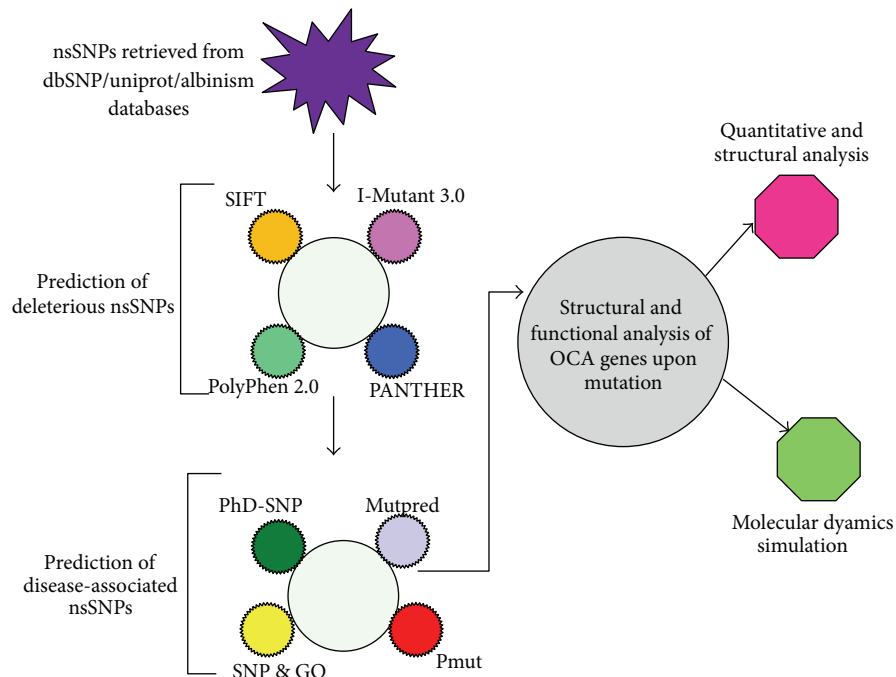 nsSNPs retrieved from
dbSNP/uniprot/albinism
databases
SIFT
I-Mutant 3.0
Prediction of
deleterious nsSNPs
PolyPhen 2.0
PANTHER
PhD-SNP
Mutpred
Prediction of
disease-associated
nsSNPs
SNP & GO
Pmut
Structural and
functional analysis of
OCA genes upon
mutation
Quantitative and
structural analysis
Molecular dyamics
simulation